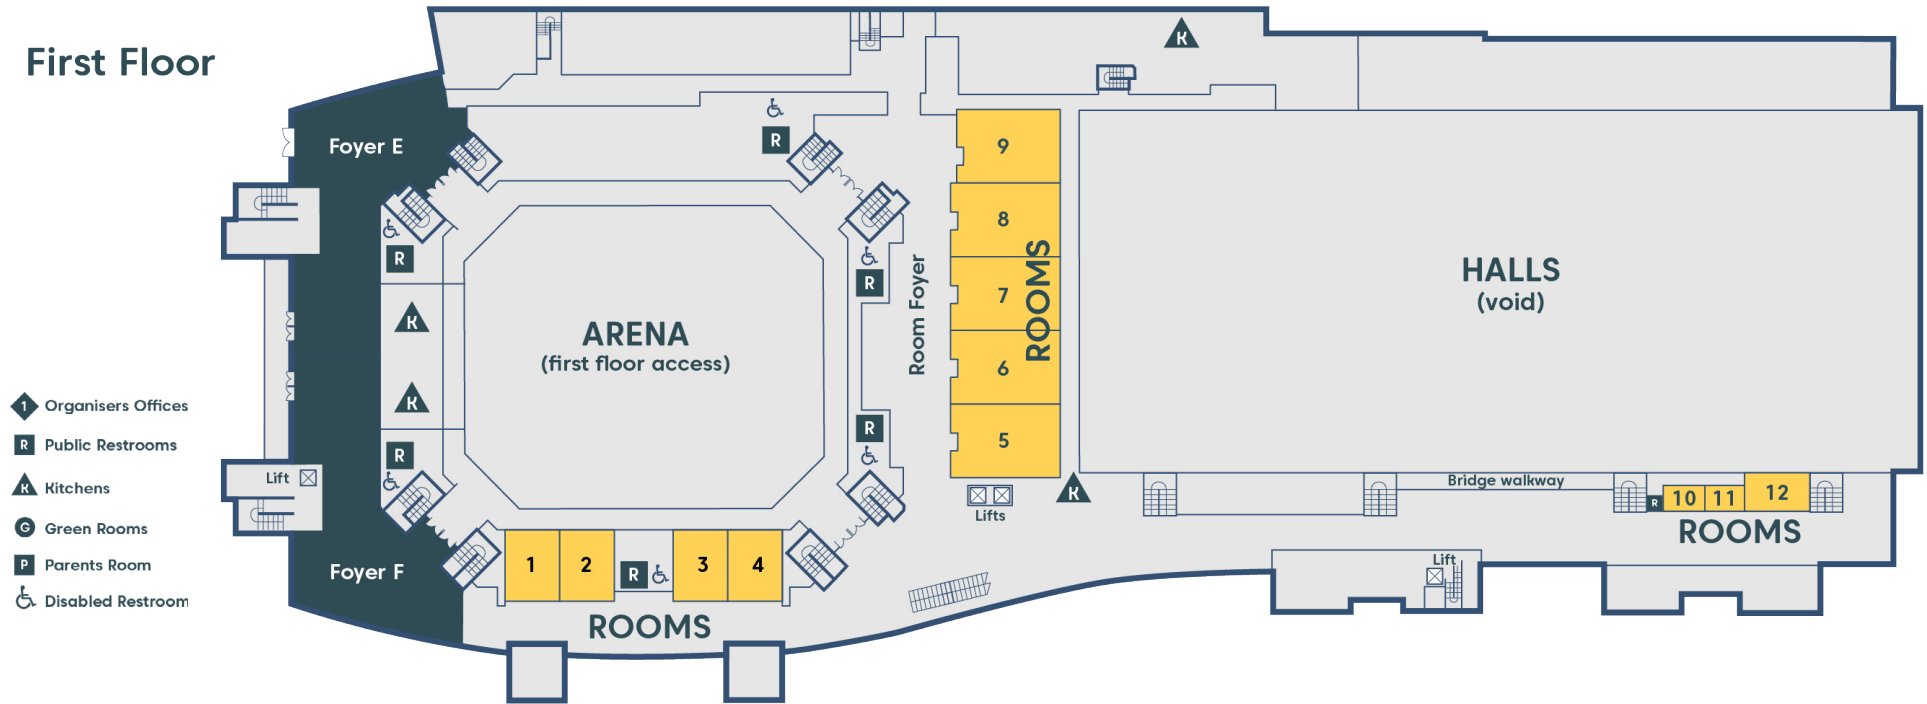 First Floor
K
Foyer E
R
9
8
R
R
K
ARENA
(first floor access)
Room Foyer
7
ROOMS
HALLS
(void)
6
K
R
R
5
Lift
Lifts
K
Bridge walkway
R
10
11
12
ROOMS
Foyer F
1
2
R
3
4
ROOMS
Lift
1 Organisers Offices
R Public Restrooms
K Kitchens
G Green Rooms
P Parents Room
Disabled Restroom